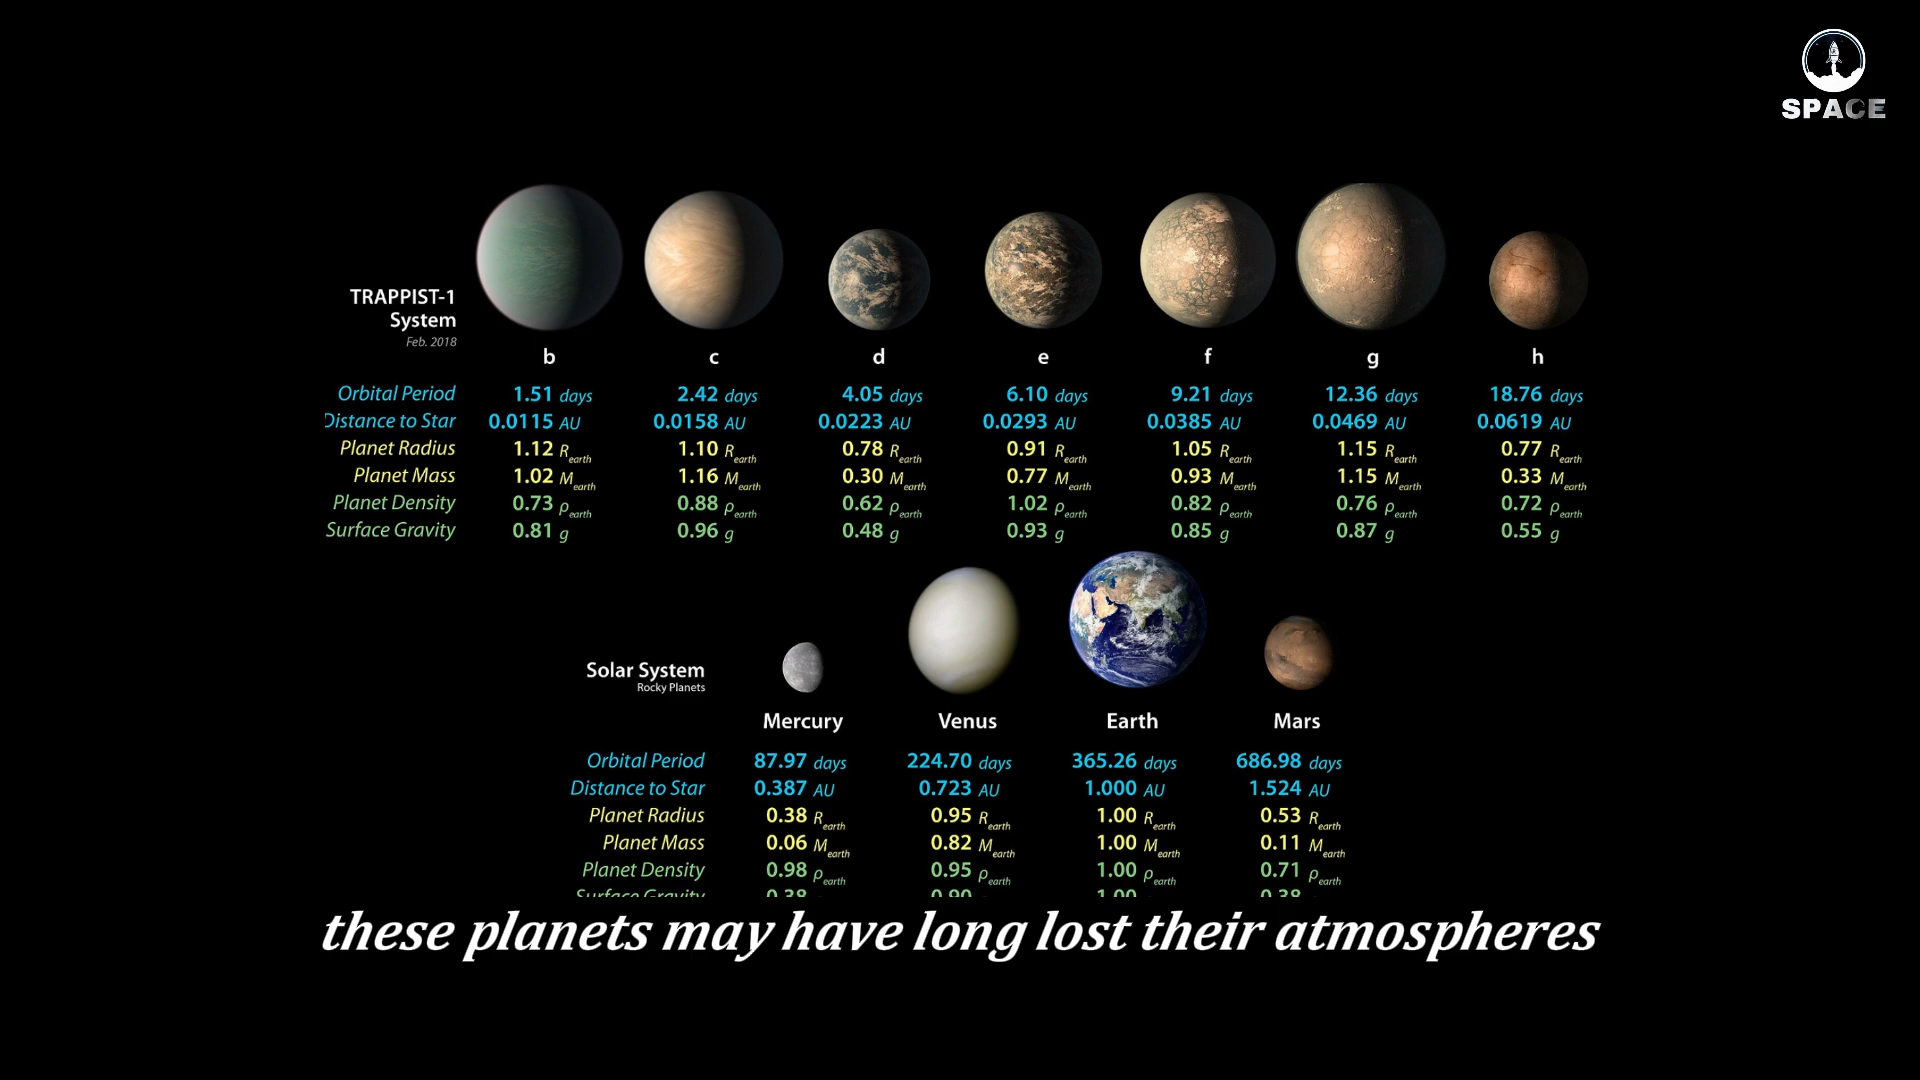 SPACE
TRAPPIST-1
System
Feb. 2018
b c d e f g h
Orbital Period 1.51 days 2.42 days 4.05 days 6.10 days 9.21 days 12.36 days 18.76 days
Distance to Star 0.0115 AU 0.0158 AU 0.0223 AU 0.0293 AU 0.0385 AU 0.0469 AU 0.0619 AU
Planet Radius 1.12 Rearth 1.10 Rearth 0.78 Rearth 0.91 Rearth 1.05 Rearth 1.15 Rearth 0.77 Rearth
Planet Mass 1.02 Mearth 1.16 Mearth 0.30 Mearth 0.77 Mearth 0.93 Mearth 1.15 Mearth 0.33 Mearth
Planet Density 0.73 ρearth 0.88 ρearth 0.62 ρearth 1.02 ρearth 0.82 ρearth 0.76 ρearth 0.72 ρearth
Surface Gravity 0.81 g 0.96 g 0.48 g 0.93 g 0.85 g 0.87 g 0.55 g
Solar System
Rocky Planets
Mercury Venus Earth Mars
Orbital Period 87.97 days 224.70 days 365.26 days 686.98 days
Distance to Star 0.387 AU 0.723 AU 1.000 AU 1.524 AU
Planet Radius 0.38 Rearth 0.95 Rearth 1.00 Rearth 0.53 Rearth
Planet Mass 0.06 Mearth 0.82 Mearth 1.00 Mearth 0.11 Mearth
Planet Density 0.98 ρearth 0.95 ρearth 1.00 ρearth 0.71 ρearth
Surface Gravity 0.38 0.90 1.00 0.38
these planets may have long lost their atmospheres